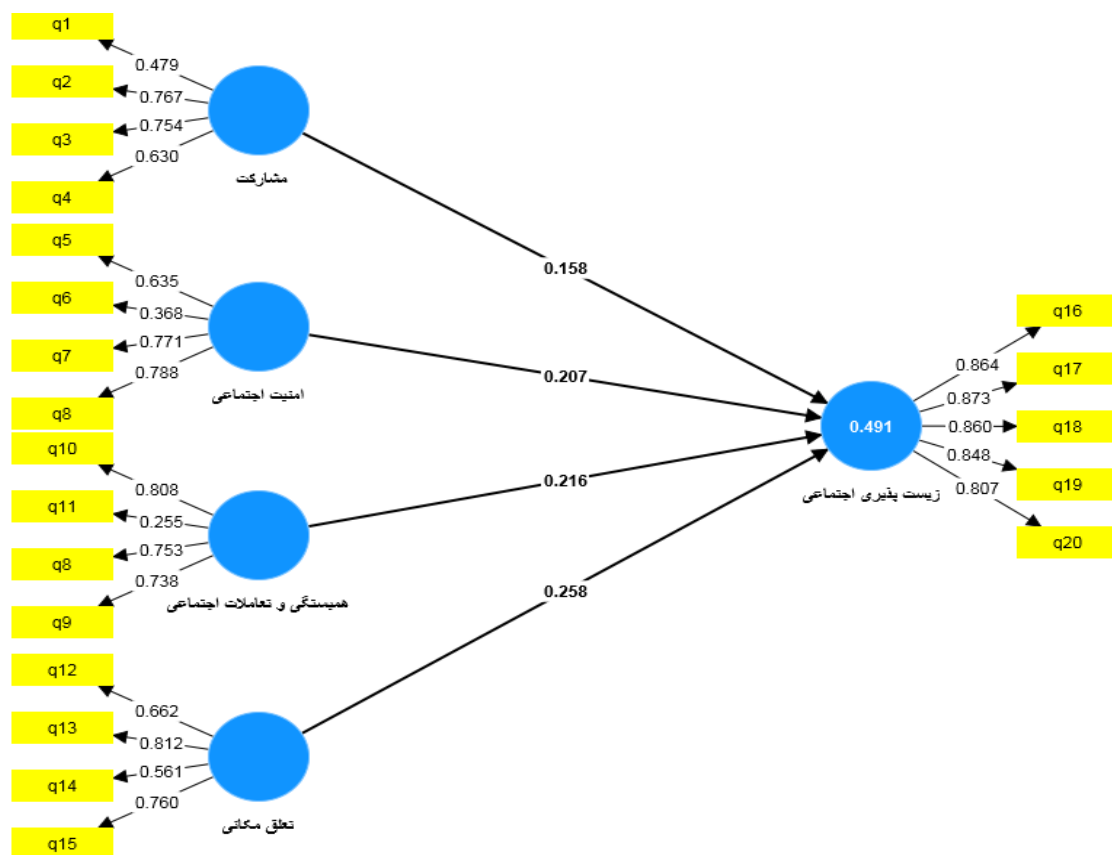 q1
0.479
q2
0.767
q3
0.754
0.630
q4
مشارکت
q5
0.635
q6
0.368
q7
0.771
0.788
q8
امنیت اجتماعی
q10
0.808
q11
0.255
q8
0.753
0.738
q9
همبستگی و تعاملات اجتماعی
q12
0.662
q13
0.812
q14
0.561
0.760
q15
تعلق مکانی
0.158
0.207
0.216
0.258
0.491
زیست پذیری اجتماعی
q16
0.864
q17
0.873
q18
0.860
0.848
q19
0.807
q20